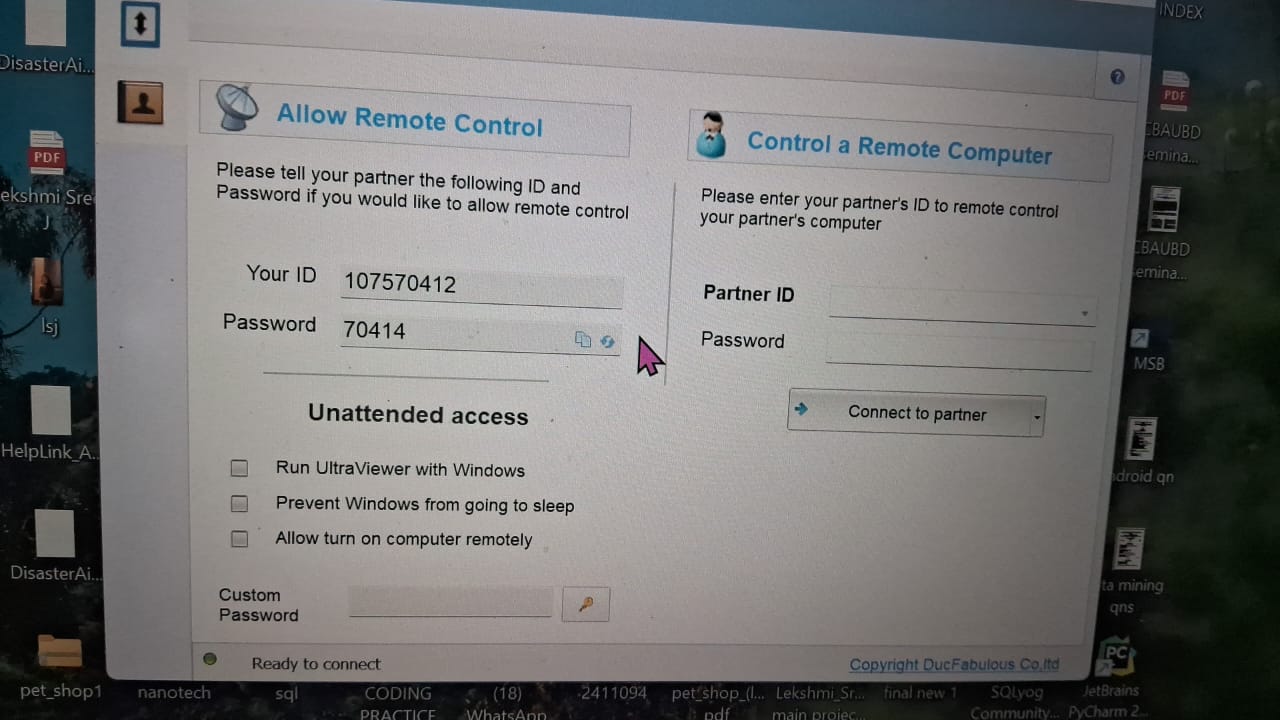 INDEX
DisasterAi...
PDF
Allow Remote Control
Control a Remote Computer
Please tell your partner the following ID and
Password if you would like to allow remote control
Please enter your partner's ID to remote control
your partner's computer
Your ID 107570412
Password 70414
Partner ID
Password
Connect to partner
Unattended access
Run UltraViewer with Windows
Prevent Windows from going to sleep
Allow turn on computer remotely
Custom
Password
Ready to connect
Copyright DucFabulous Co,ltd
PDF
ekshmi Sre
J
lsj
HelpLink_A...
DisasterAi...
pet_shop1
nanotech
sql
CODING
PRACTICE
(18)
WhatsApp
2411094
pet_shop_(l...
pdf
Lekshmi_Sr...
main projec...
final new 1
SQLyog
Community...
PC
JetBrains
PyCharm 2...
CBAUBD
emina...
CBAUBD
emina...
MSB
droid qn
ta mining
qns